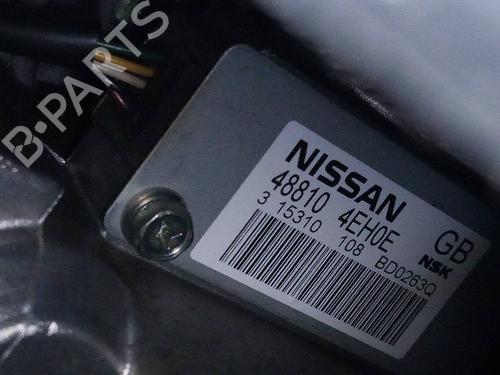 B-PARTS
NISSAN
48810 4EH0E GB
3 15310 108 BD0263Q NSK